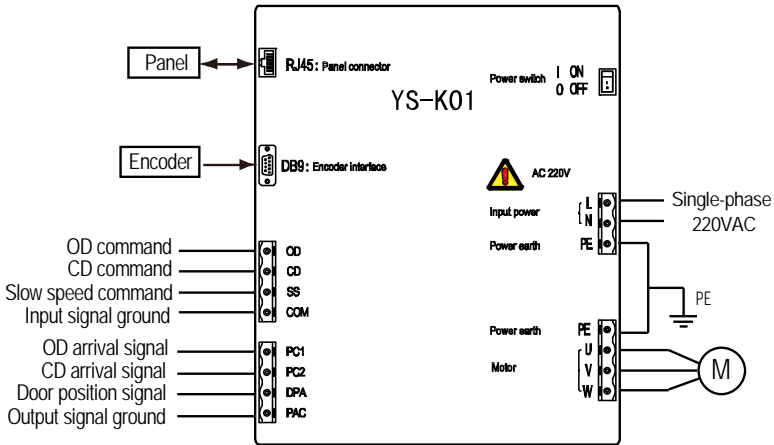 Panel
RJ45: Panel connector
Power switch
I ON
O OFF
YS-K01
Encoder
DB9: Encoder interface
AC 220V
Input power
L
N
Single-phase
220VAC
Power earth
PE
OD command
OD
CD command
CD
Slow speed command
SS
Input signal ground
COM
PE
Power earth
PE
OD arrival signal
PC1
CD arrival signal
PC2
Door position signal
DPA
Output signal ground
PAC
Motor
U
V
W
M